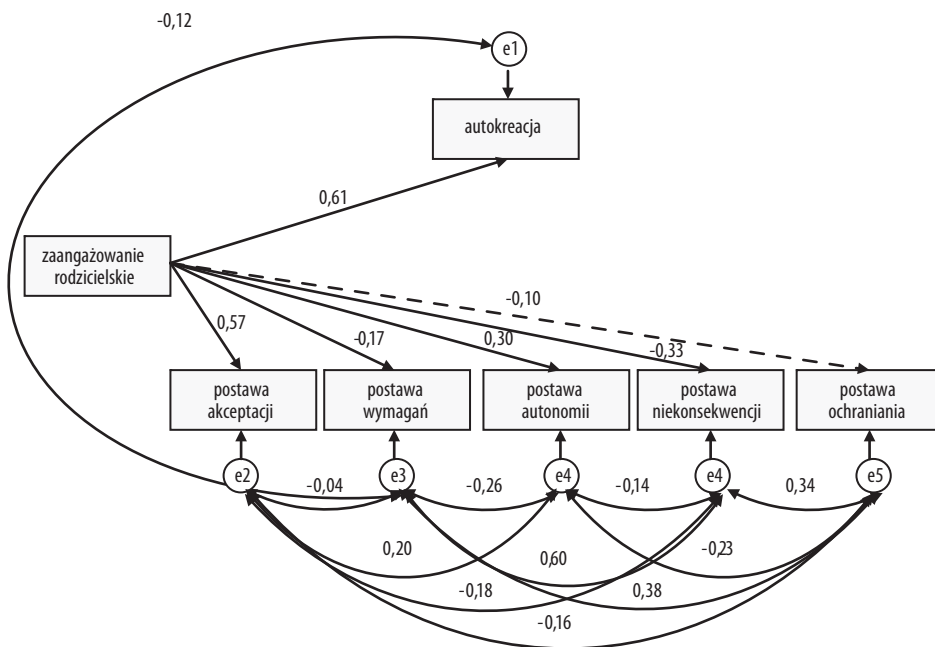 -0,12
e1
autokreacja
0,61
zaangażowanie
rodzicielskie
-0,10
0,57
-0,17
0,30
-0,33
postawa
akceptacji
postawa
wymagań
postawa
autonomii
postawa
niekonsekwencji
postawa
ochraniania
e2
-0,04
e3
-0,26
e4
-0,14
e4
0,34
e5
0,20
0,60
-0,23
-0,18
0,38
-0,16